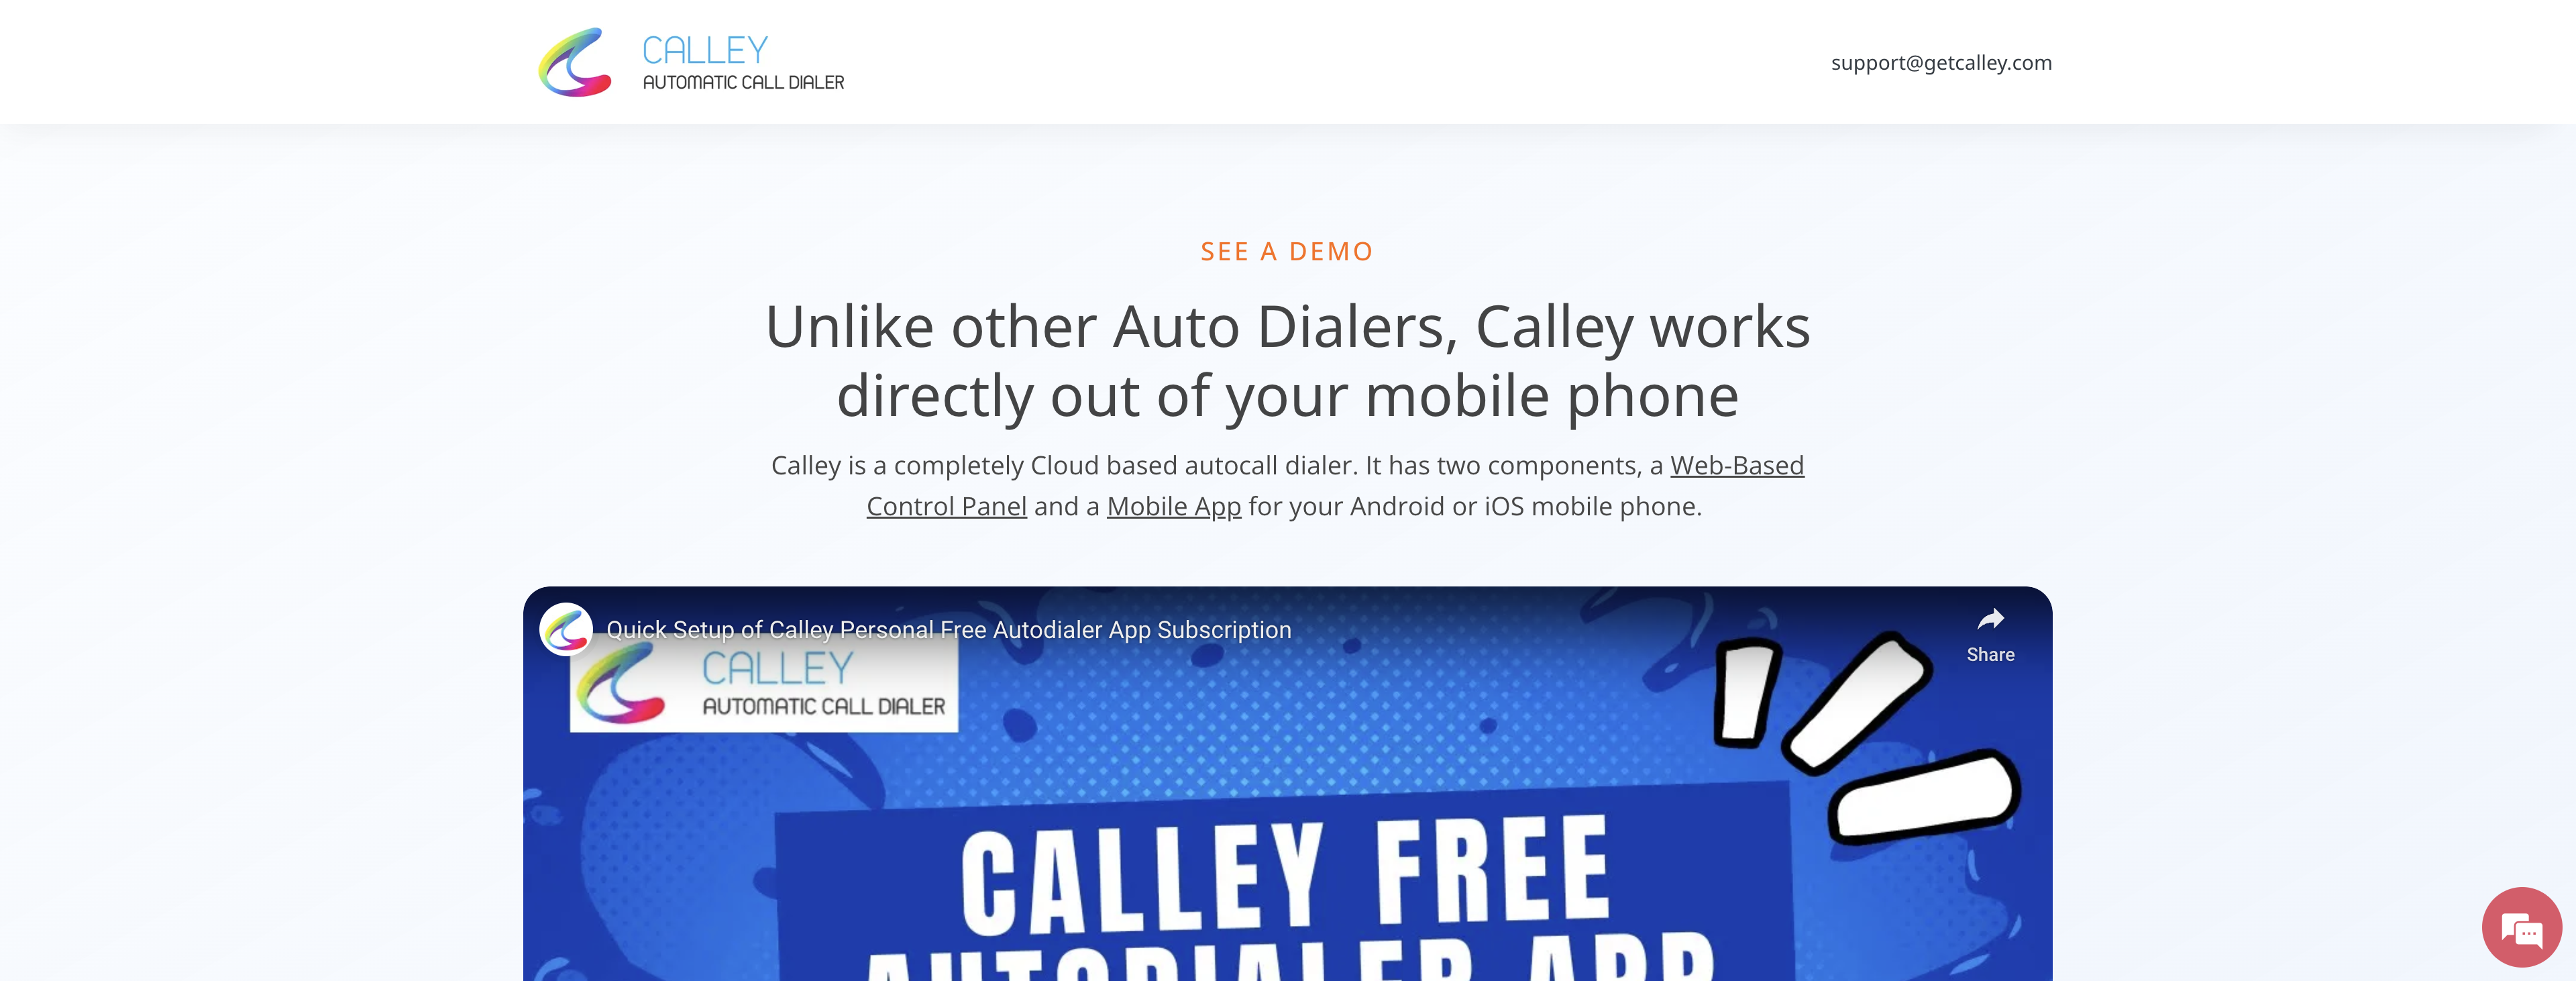 CALLEY
AUTOMATIC CALL DIALER
support@getcalley.com
SEE A DEMO
Unlike other Auto Dialers, Calley works
directly out of your mobile phone
Calley is a completely Cloud based autocall dialer. It has two components, a Web-Based
Control Panel and a Mobile App for your Android or iOS mobile phone.
Quick Setup of Calley Personal Free Autodialer App Subscription
Share
CALLEY
AUTOMATIC CALL DIALER
CALLEY FREE
AUTODIALER APP